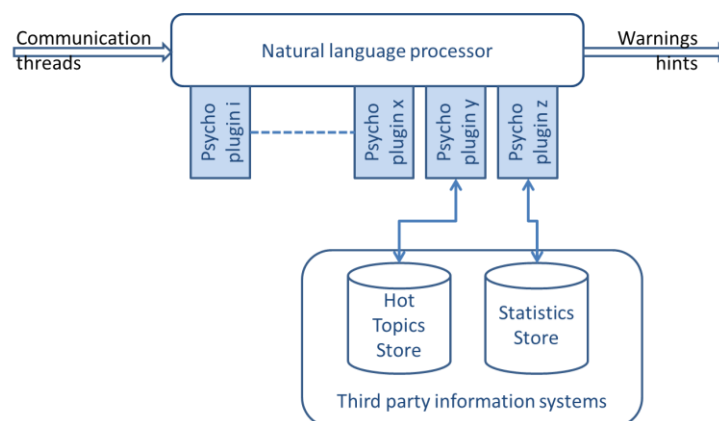 Communication
threads
Natural language processor
Warnings
hints
Psycho
plugin i
Psycho
plugin x
Psycho
plugin y
Psycho
plugin z
Hot
Topics
Store
Statistics
Store
Third party information systems